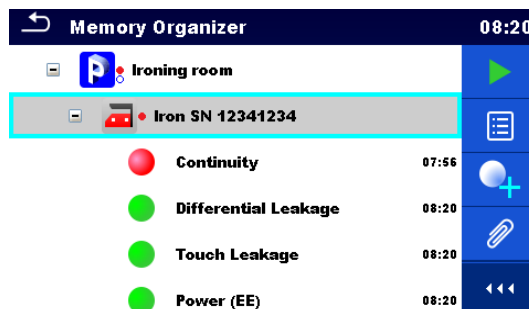 Memory Organizer 08:20
Ironing room
Iron SN 12341234
Continuity 07:56
Differential Leakage 08:20
Touch Leakage 08:20
Power (EE) 08:20